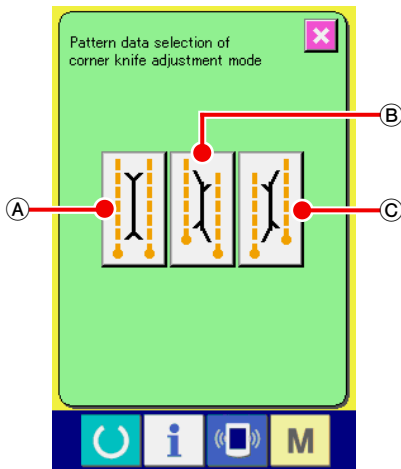 Pattern data selection of
corner knife adjustment mode
B
A
C
i
M